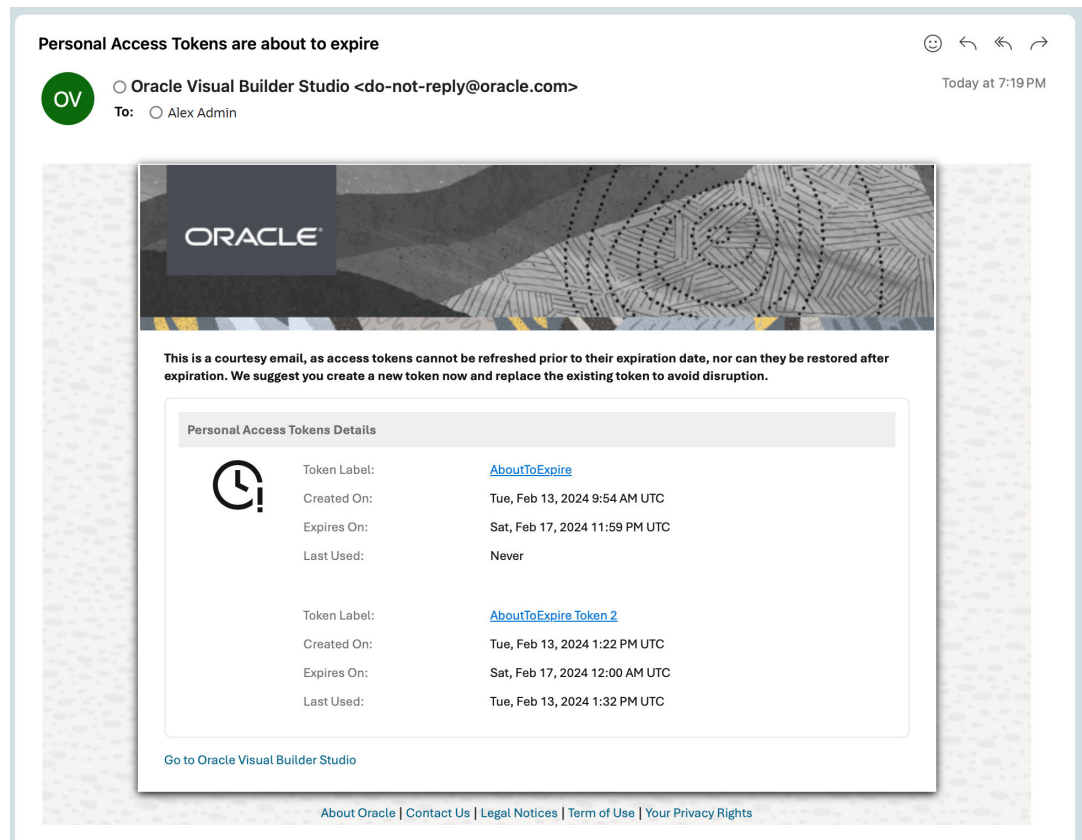 Personal Access Tokens are about to expire
OV
Oracle Visual Builder Studio <do-not-reply@oracle.com>
Today at 7:19 PM
To: Alex Admin
ORACLE
This is a courtesy email, as access tokens cannot be refreshed prior to their expiration date, nor can they be restored after
expiration. We suggest you create a new token now and replace the existing token to avoid disruption.
Personal Access Tokens Details
Token Label: AboutToExpire
Created On: Tue, Feb 13, 2024 9:54 AM UTC
Expires On: Sat, Feb 17, 2024 11:59 PM UTC
Last Used: Never
Token Label: AboutToExpire Token 2
Created On: Tue, Feb 13, 2024 1:22 PM UTC
Expires On: Sat, Feb 17, 2024 12:00 AM UTC
Last Used: Tue, Feb 13, 2024 1:32 PM UTC
Go to Oracle Visual Builder Studio
About Oracle | Contact Us | Legal Notices | Term of Use | Your Privacy Rights